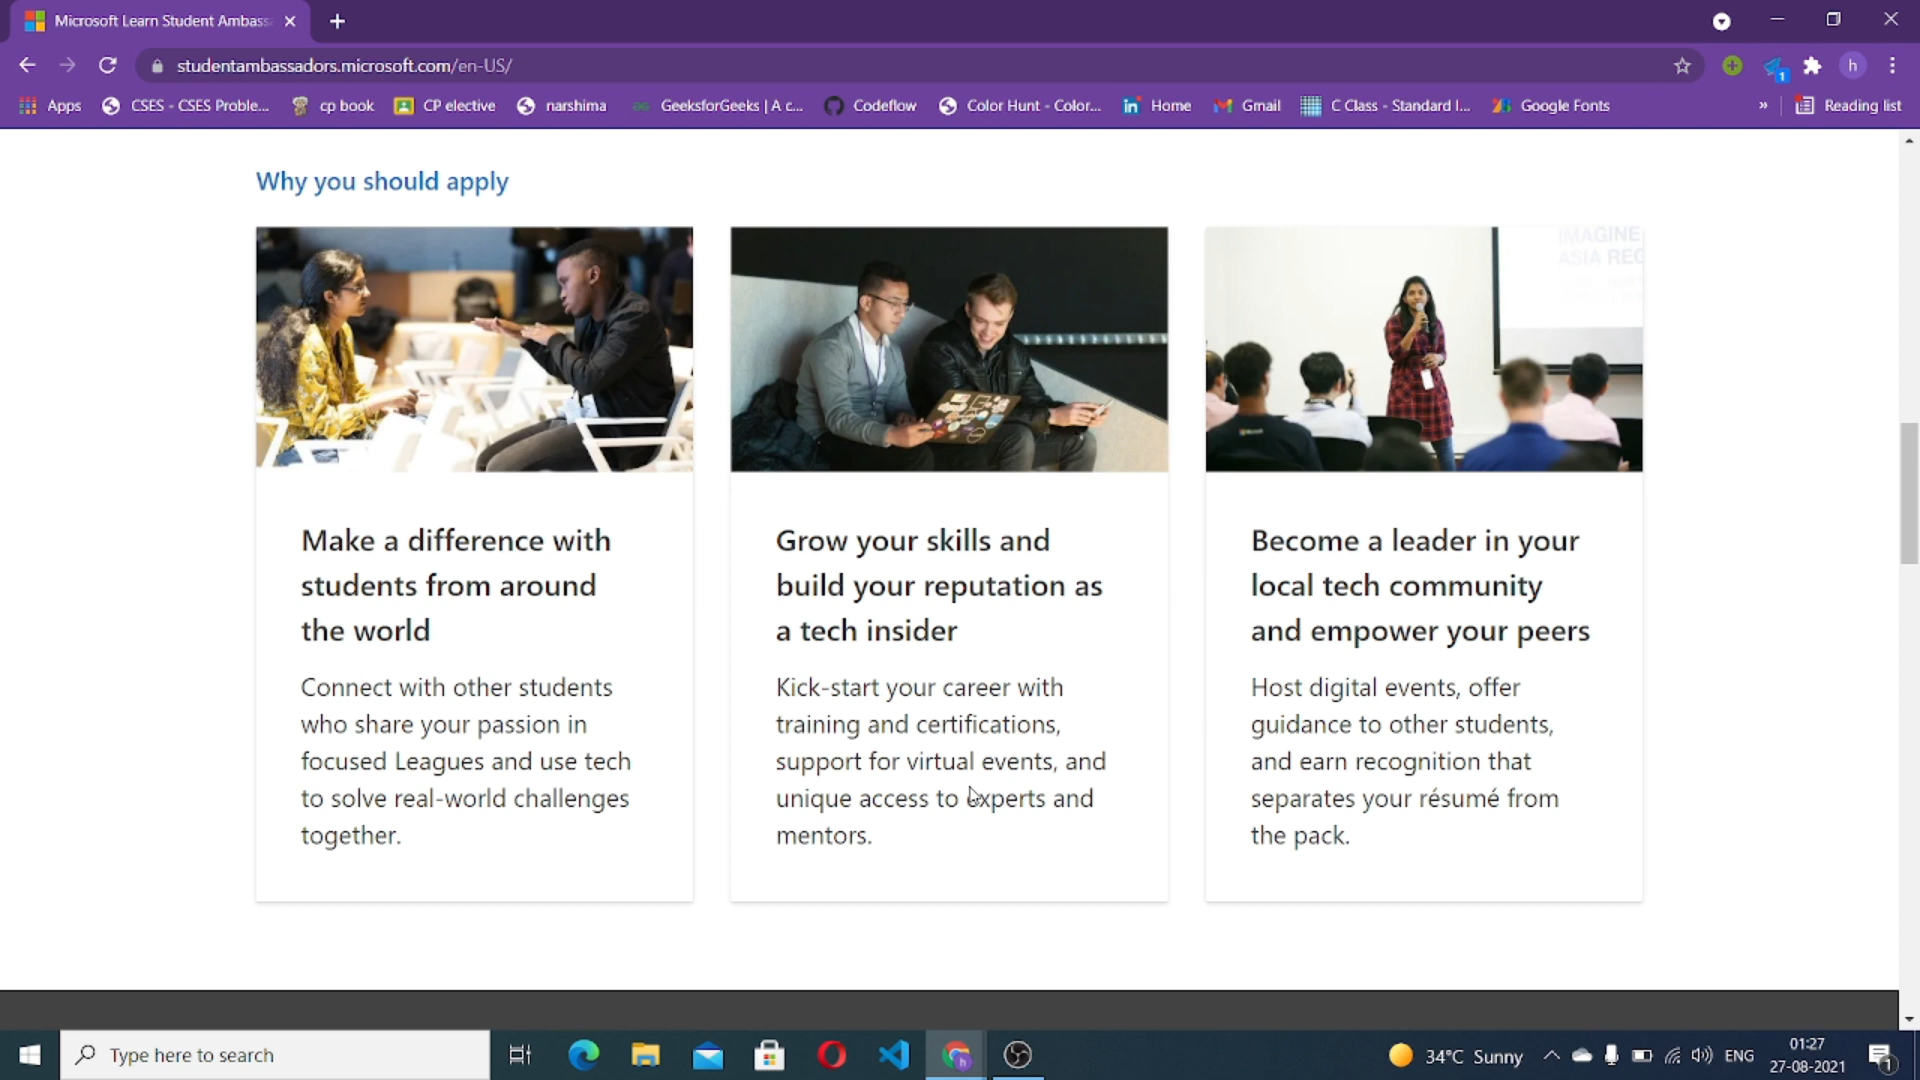 Microsoft Learn Student Ambass
studentambassadors.microsoft.com/en-US/
h
1
Apps
CSES - CSES Proble...
cp book
CP elective
narshima
GeeksforGeeks | A c...
Codeflow
Color Hunt - Color...
Home
Gmail
C Class - Standard I...
Google Fonts
»
Reading list
Why you should apply
IMAGINE
ASIA REG
Make a difference with
students from around
the world
Connect with other students
who share your passion in
focused Leagues and use tech
to solve real-world challenges
together.
Grow your skills and
build your reputation as
a tech insider
Kick-start your career with
training and certifications,
support for virtual events, and
unique access to experts and
mentors.
Become a leader in your
local tech community
and empower your peers
Host digital events, offer
guidance to other students,
and earn recognition that
separates your résumé from
the pack.
Type here to search
34°C Sunny
ENG
01:27
27-08-2021
1